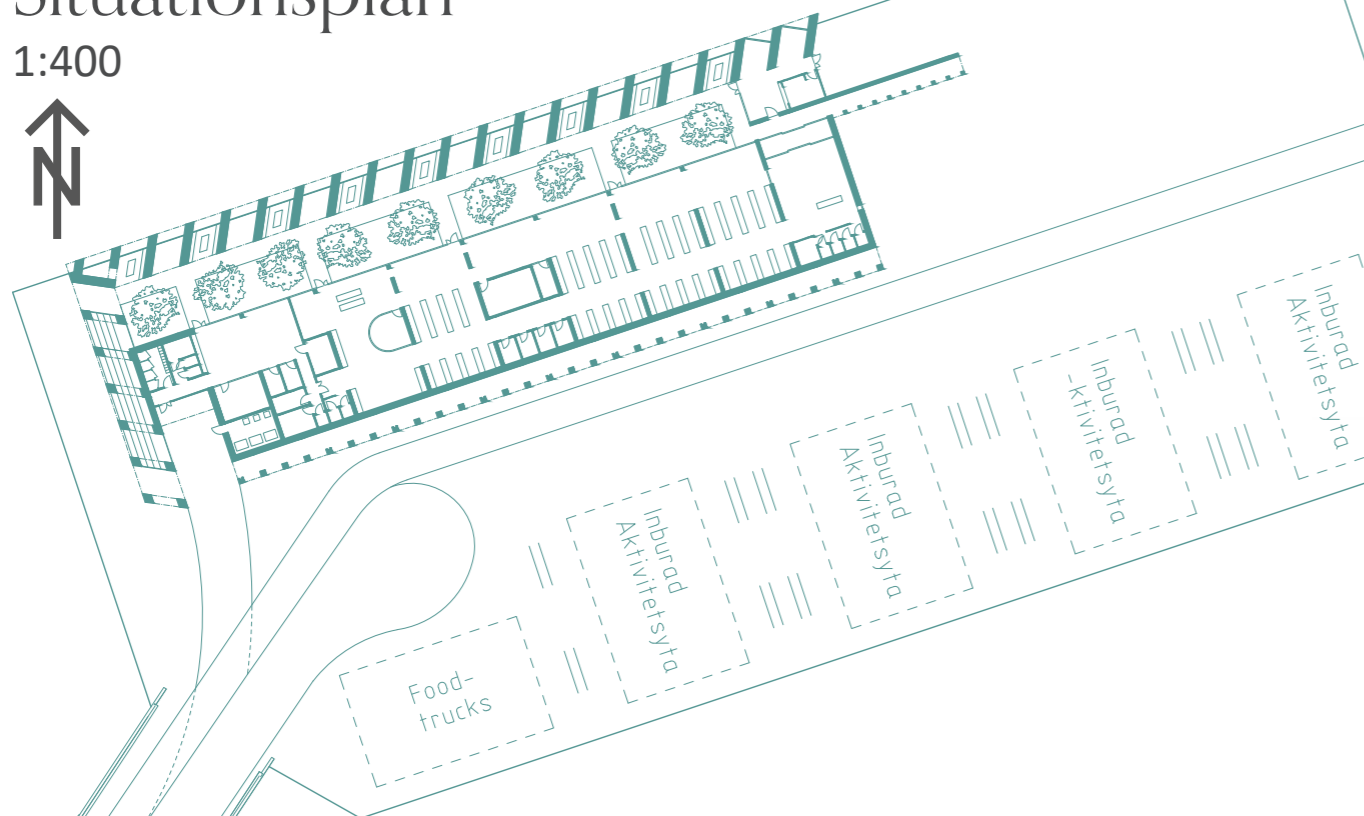 Situationsplan
1:400
N
Inburad
Aktivitetsyta
Inburad
-ktivitetsyta
Inburad
Aktivitetsyta
Inburad
Aktivitetsyta
Food-
trucks